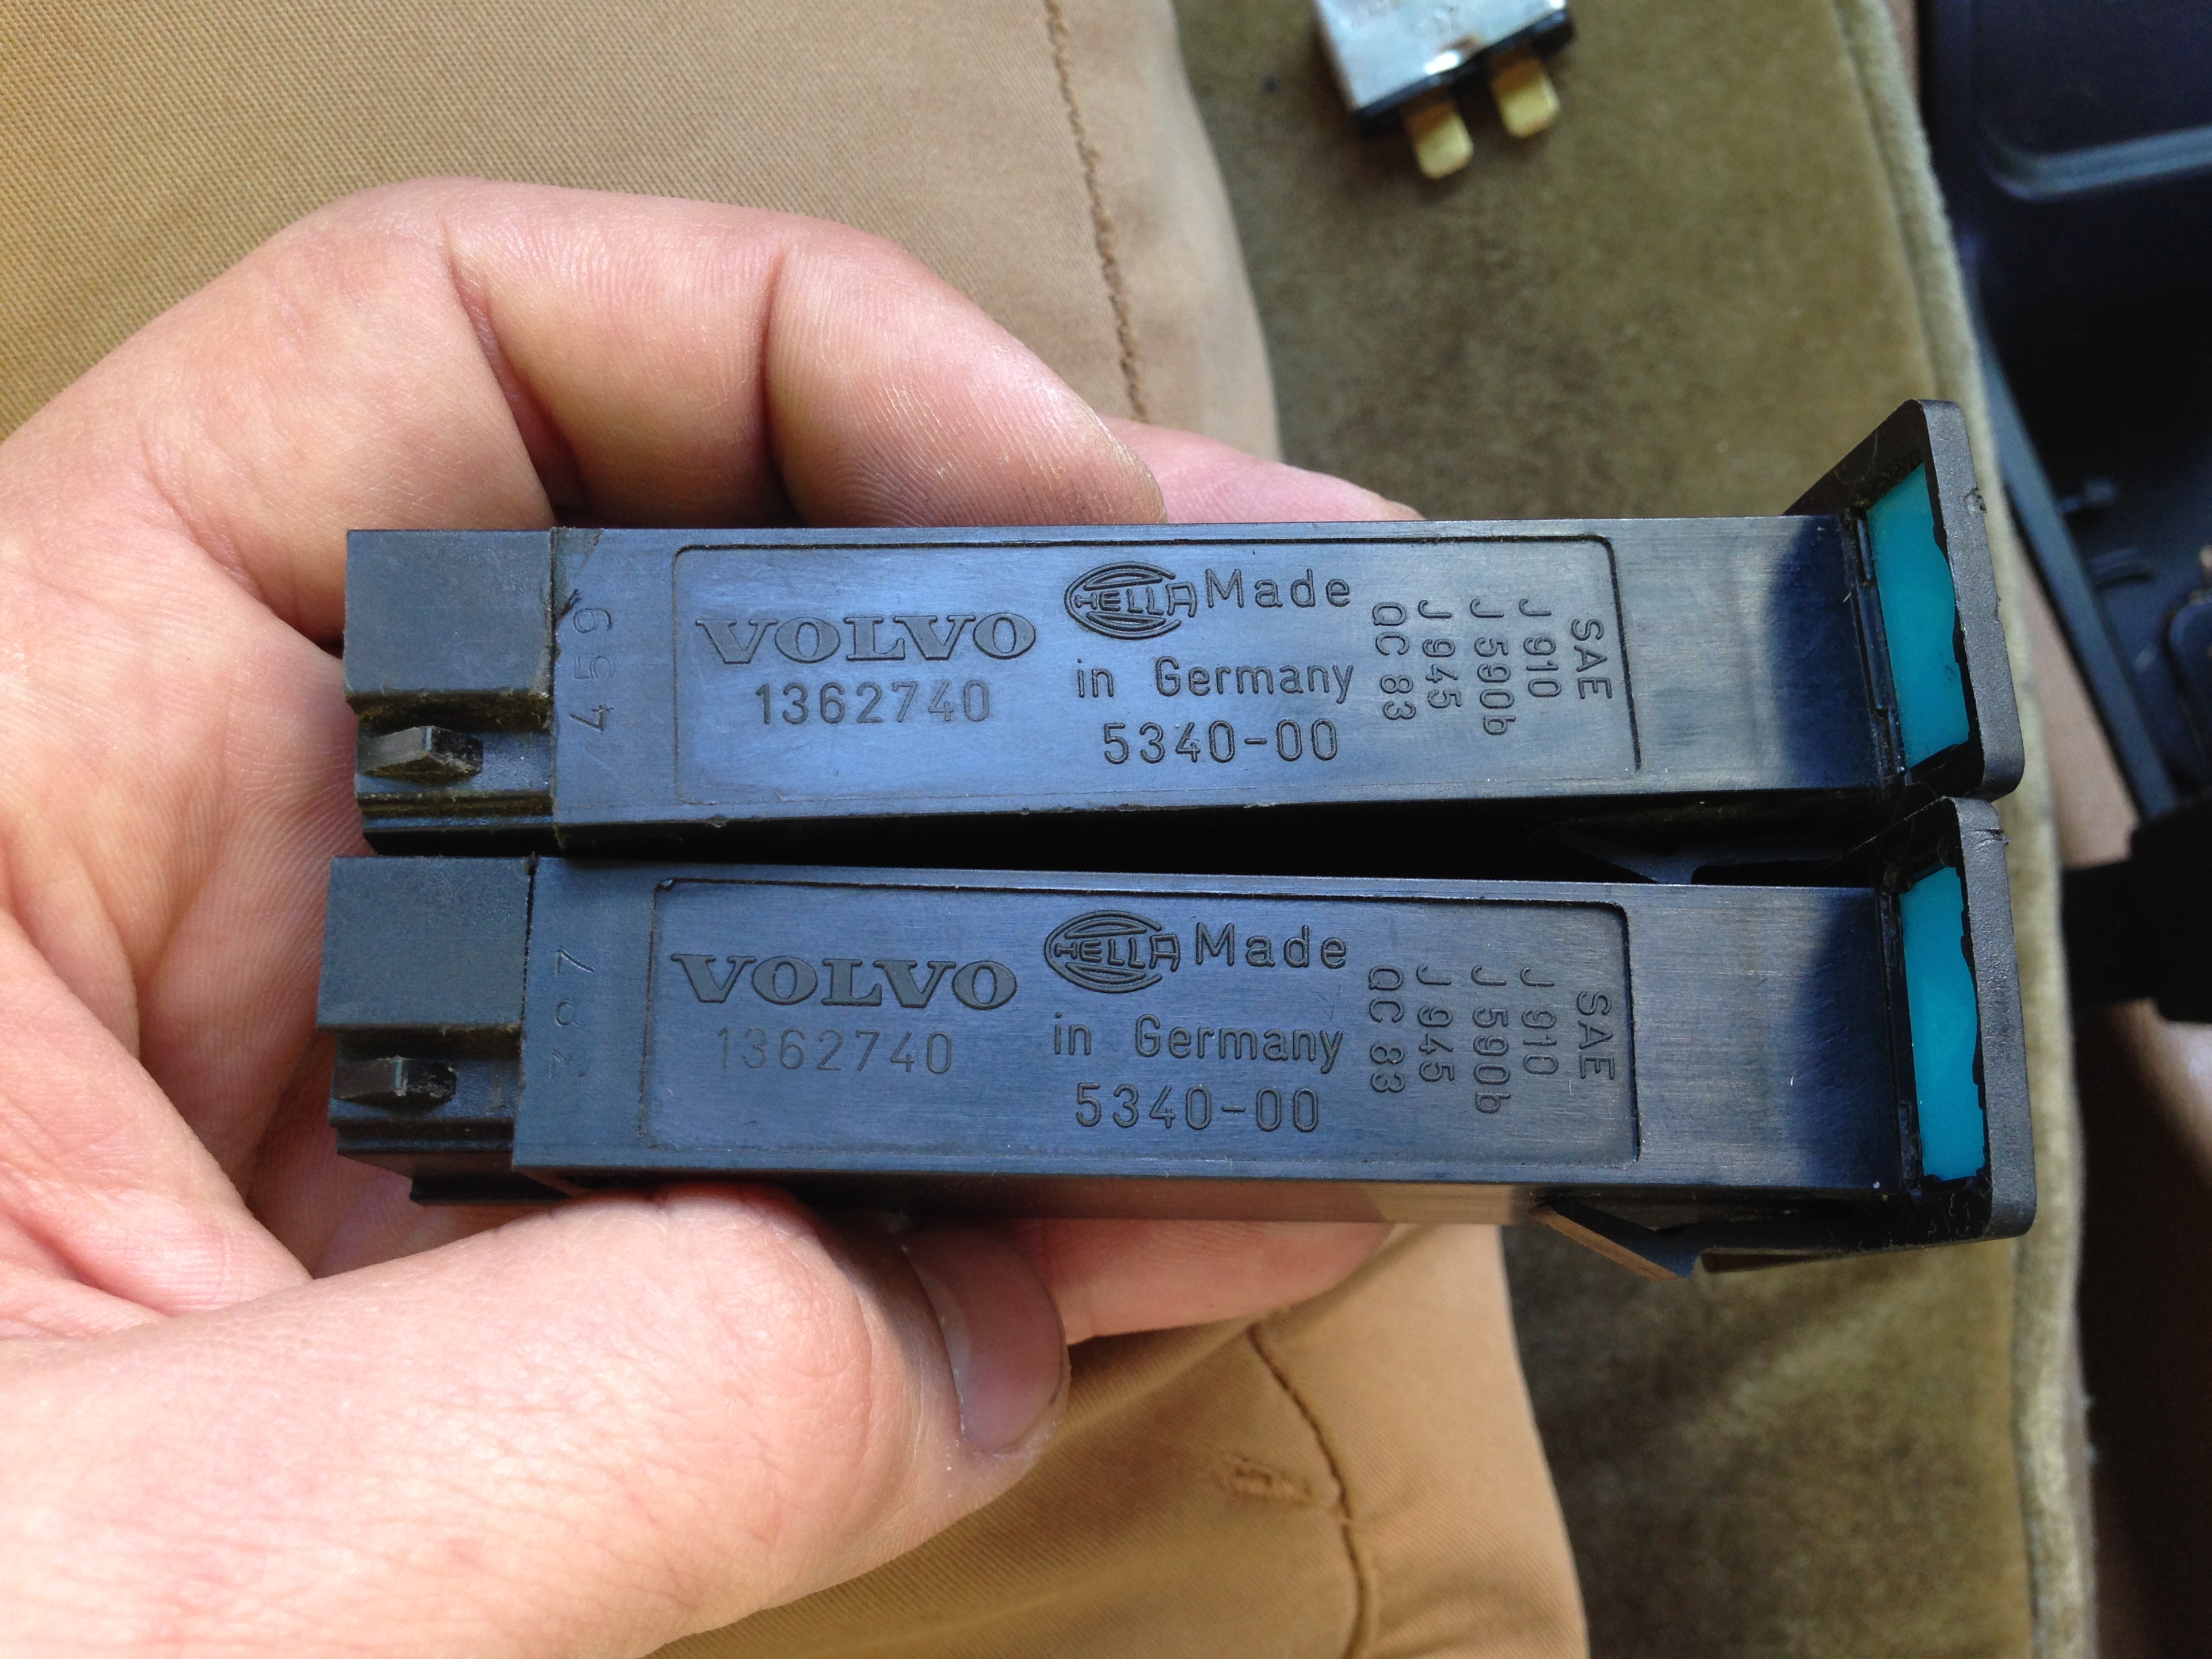 459
VOLVO
1362740
HELLA Made
in Germany
5340-00
SAE
J 910
J 590b
J 945
QC 83
387
VOLVO
1362740
HELLA Made
in Germany
5340-00
SAE
J 910
J 590b
J 945
QC 83